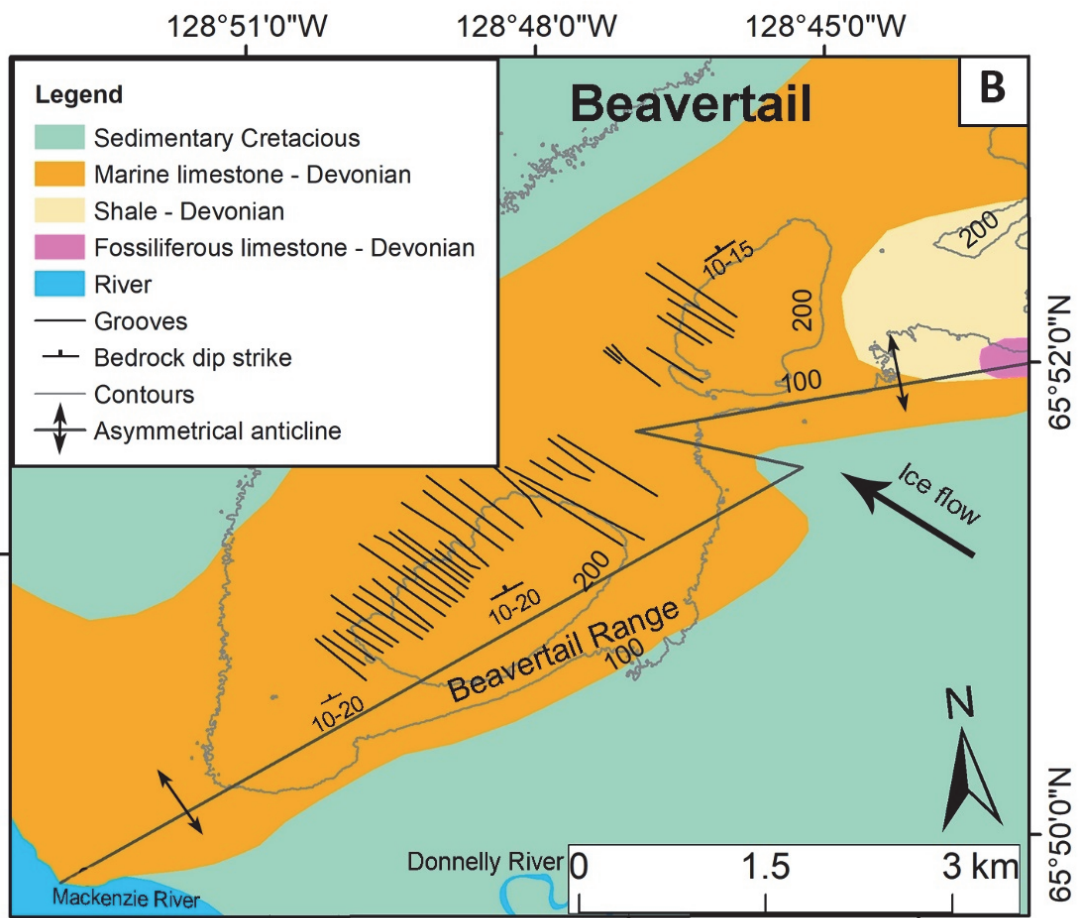 128°51'0"W
128°48'0"W
128°45'0"W
Legend
Sedimentary Cretacious
Marine limestone - Devonian
Shale - Devonian
Fossiliferous limestone - Devonian
River
Grooves
Bedrock dip strike
Contours
Asymmetrical anticline
Beavertail
B
200
10-15
200
65°52'0"N
100
Ice flow
200
10-20
Beavertail Range
100
10-20
N
65°50'0"N
Donnelly River
0 1.5 3 km
Mackenzie River